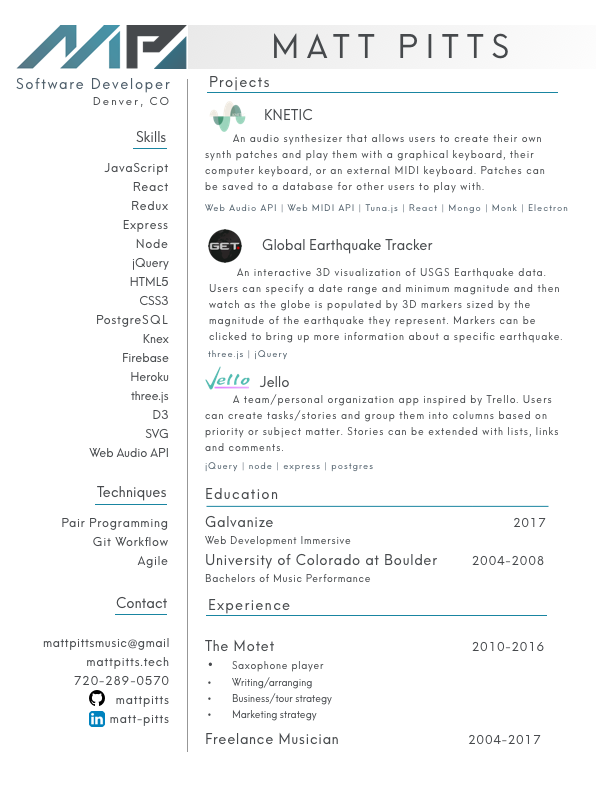 MP
MATT PITTS
Software Developer
Denver, CO
Skills
JavaScript
React
Redux
Express
Node
jQuery
HTML5
CSS3
PostgreSQL
Knex
Firebase
Heroku
three.js
D3
SVG
Web Audio API
Techniques
Pair Programming
Git Workflow
Agile
Contact
mattpittsmusic@gmail
mattpitts.tech
720-289-0570
mattpitts
in matt-pitts
Projects
KNETIC
An audio synthesizer that allows users to create their own
synth patches and play them with a graphical keyboard, their
computer keyboard, or an external MIDI keyboard. Patches can
be saved to a database for other users to play with.
Web Audio API | Web MIDI API | Tuna.js | React | Mongo | Monk | Electron
GET Global Earthquake Tracker
An interactive 3D visualization of USGS Earthquake data.
Users can specify a date range and minimum magnitude and then
watch as the globe is populated by 3D markers sized by the
magnitude of the earthquake they represent. Markers can be
clicked to bring up more information about a specific earthquake.
three.js | jQuery
Jello Jello
A team/personal organization app inspired by Trello. Users
can create tasks/stories and group them into columns based on
priority or subject matter. Stories can be extended with lists, links
and comments.
jQuery | node | express | postgres
Education
Galvanize 2017
Web Development Immersive
University of Colorado at Boulder 2004-2008
Bachelors of Music Performance
Experience
The Motet 2010-2016
• Saxophone player
• Writing/arranging
• Business/tour strategy
• Marketing strategy
Freelance Musician 2004-2017